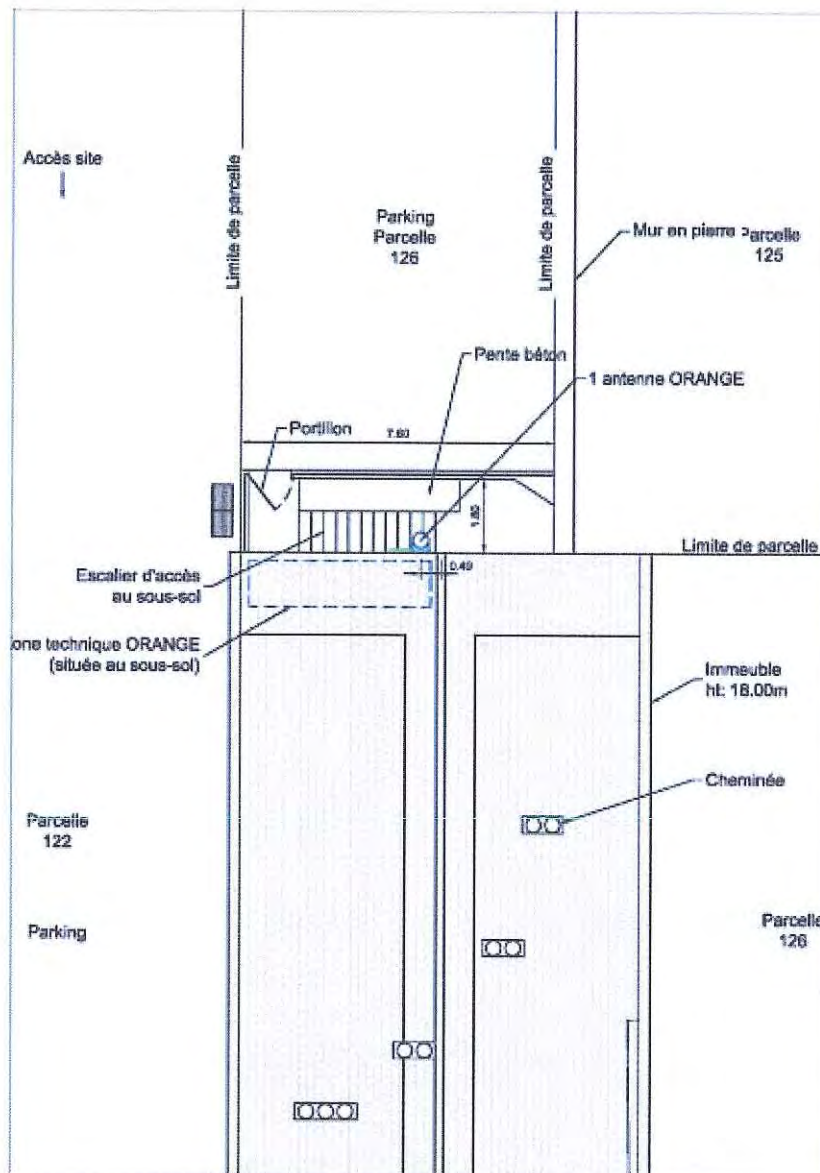 Accès site
Limite de parcelle
Parking
Parcelle
126
Limite de parcelle
Mur en pierre
arcelle
125
Pente béton
1 antenne ORANGE
Portillon
7.60
1.80
Limite de parcelle
0.49
Escalier d'accès
au sous-sol
one technique ORANGE
(située au sous-sol)
Immeuble
ht: 18.00m
Cheminée
Parcelle
122
Parking
Parcelle
126